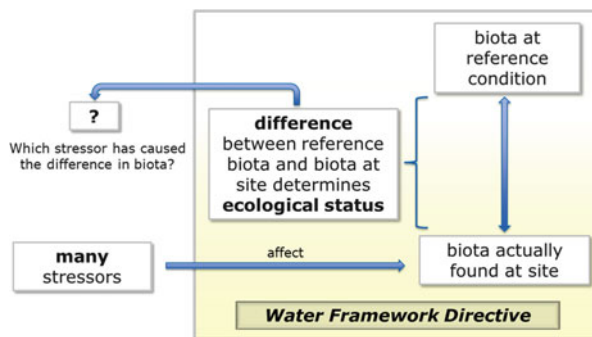 biota at
reference
condition
?
Which stressor has caused
the difference in biota?
difference
between reference
biota and biota at
site determines
ecological status
many
stressors
affect
biota actually
found at site
Water Framework Directive